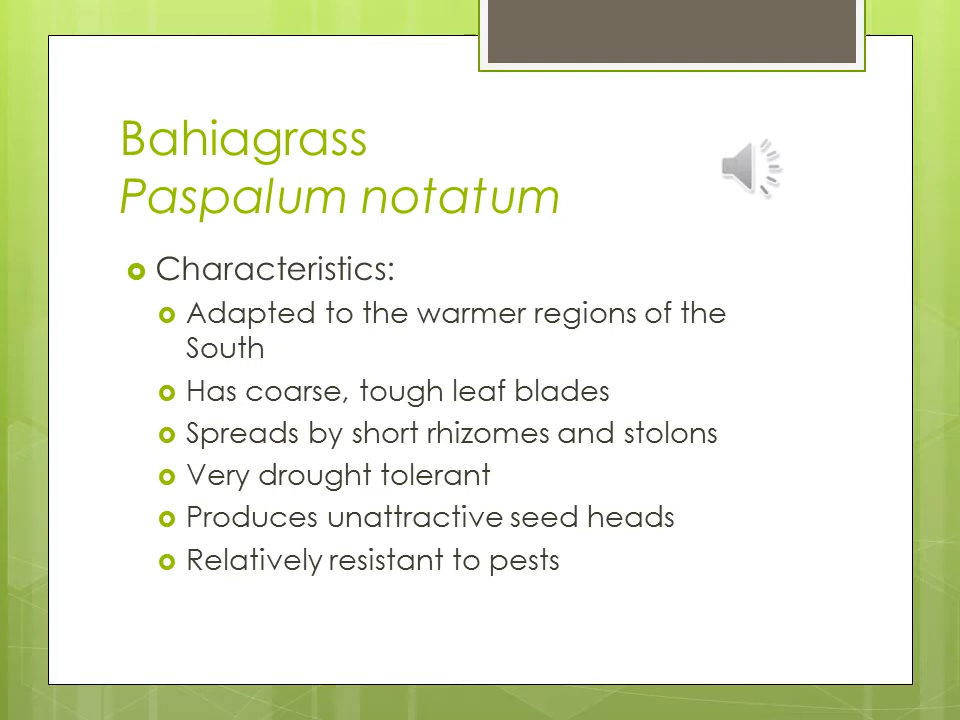 Bahiagrass
Paspalum notatum
Characteristics:
Adapted to the warmer regions of the
South
Has coarse, tough leaf blades
Spreads by short rhizomes and stolons
Very drought tolerant
Produces unattractive seed heads
Relatively resistant to pests